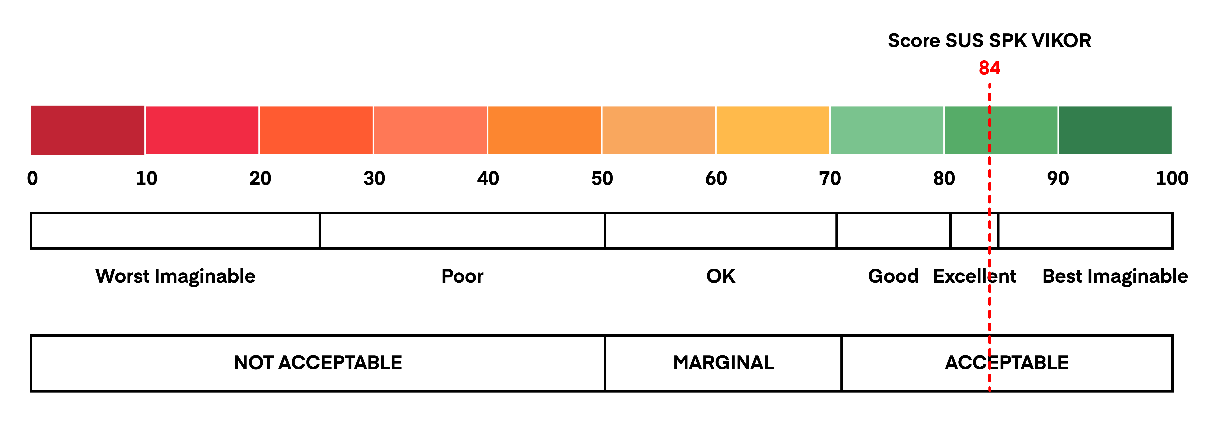 Score SUS SPK VIKOR
84
0 10 20 30 40 50 60 70 80 90 100
Worst Imaginable Poor OK Good Excellent Best Imaginable
NOT ACCEPTABLE MARGINAL ACCEPTABLE